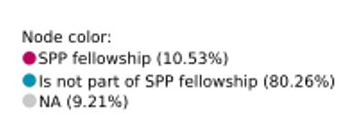 Node color:
SPP fellowship (10.53%)
Is not part of SPP fellowship (80.26%)
NA (9.21%)